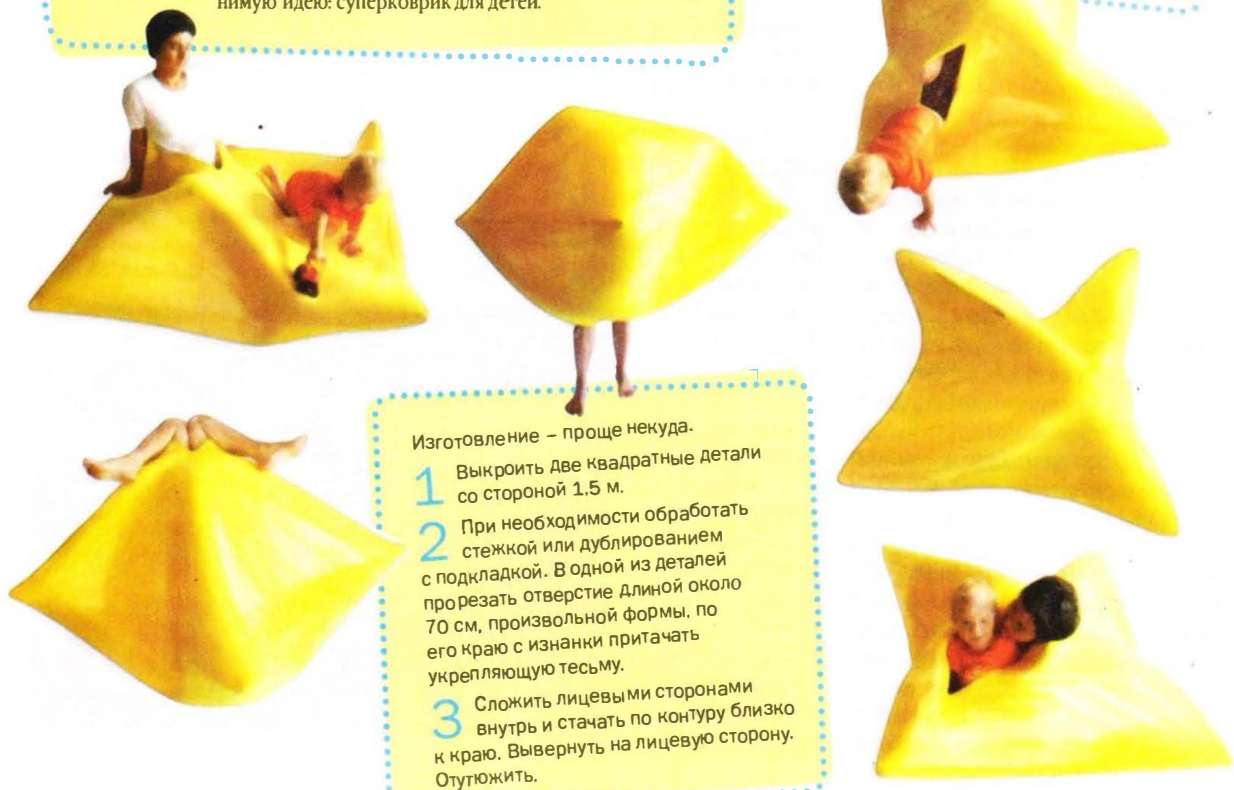 нимую идею: суперковрик для детей.
Изготовление – проще некуда.
1 Выкроить две квадратные детали
со стороной 1.5 м.
2 При необходимости обработать
стежкой или дублированием
с подкладкой. В одной из деталей
прорезать отверстие длиной около
70 см, произвольной формы, по
его краю с изнанки притачать
укрепляющую тесьму.
3 Сложить лицевыми сторонами
внутрь и стачать по контуру близко
к краю. Вывернуть на лицевую сторону.
Отутюжить.